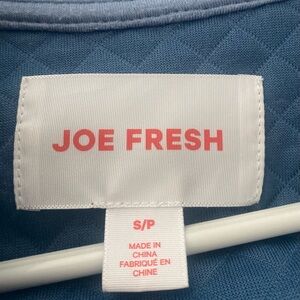 JOE FRESH
S/P
MADE IN
CHINA
FABRIQUÉ EN
CHINE